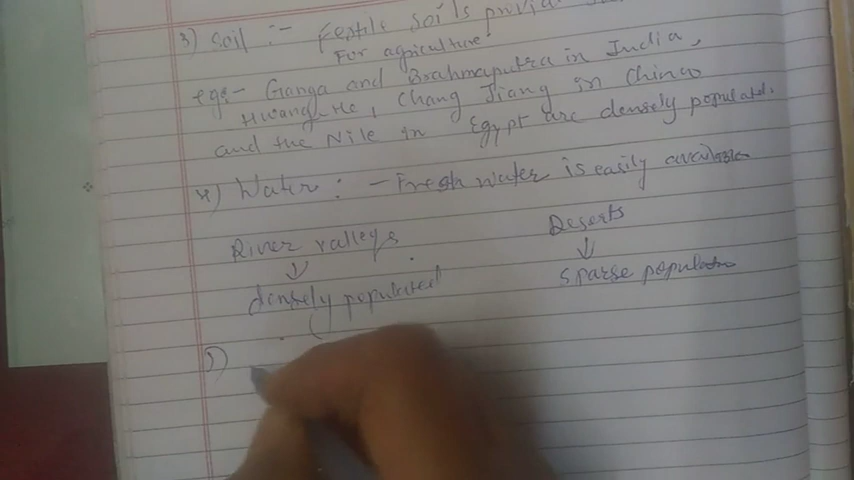 3) Soil :- Fertile soils provide
For agriculture
egs- Ganga and Brahmaputra in India,
Hwang-He, Chang Jiang in China
and the Nile in Egypt are densely populated.
4) Water :- Fresh water is easily available
River valleys Deserts
↓ ↓
densely populated sparse population
5)